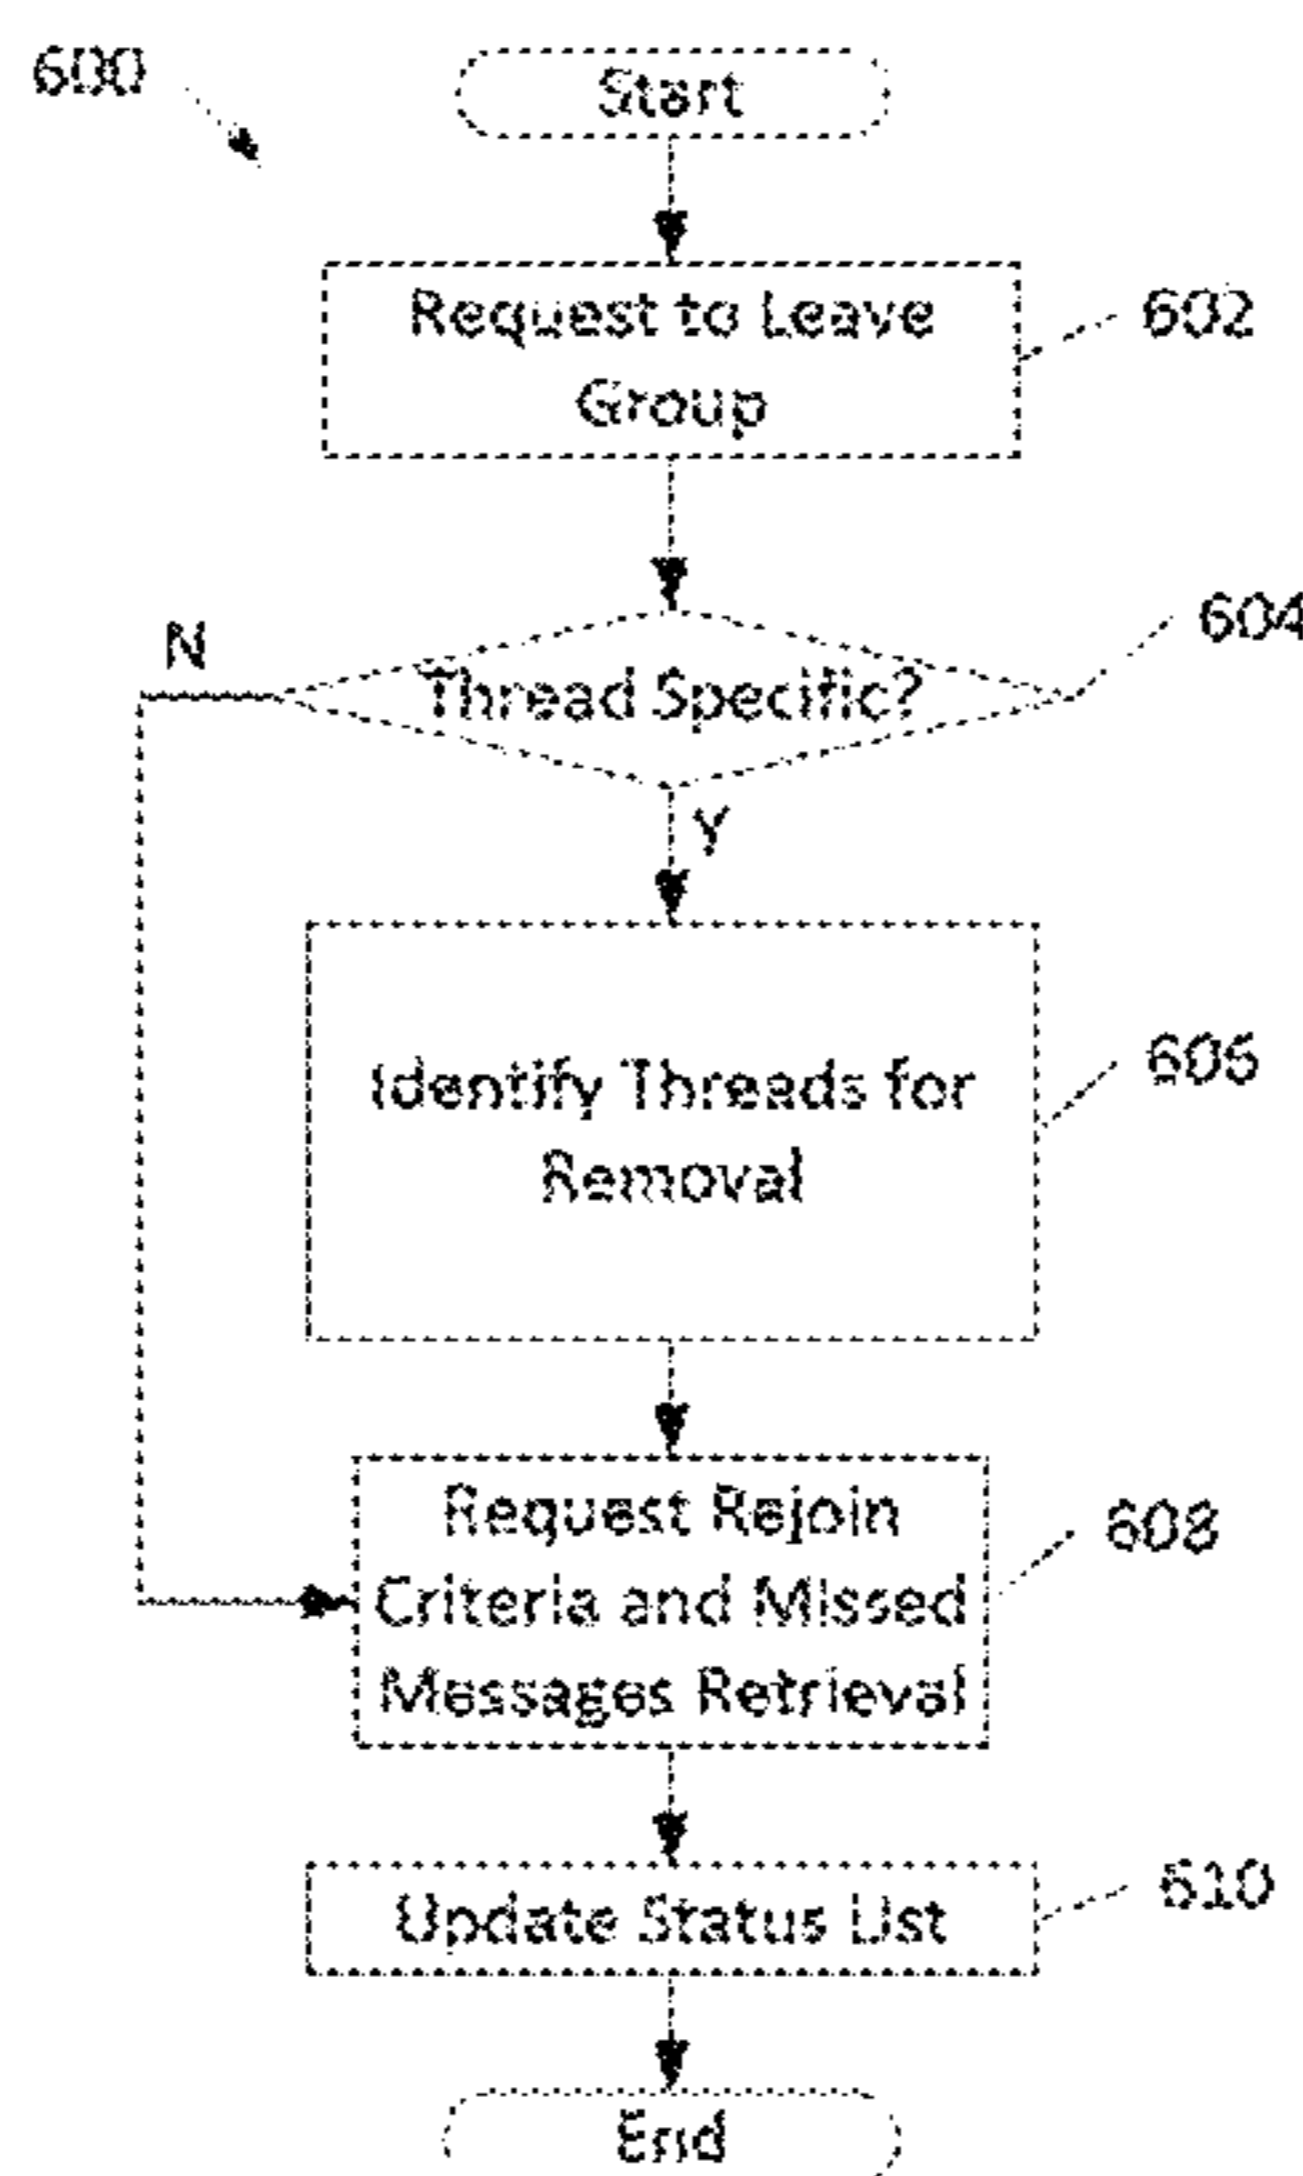 600
Start
Request to Leave
Group
602
604
N
Thread Specific?
Y
Identify Threads for
Removal
606
Request Rejoin
Criteria and Missed
Messages Retrieval
608
Update Status List
610
End